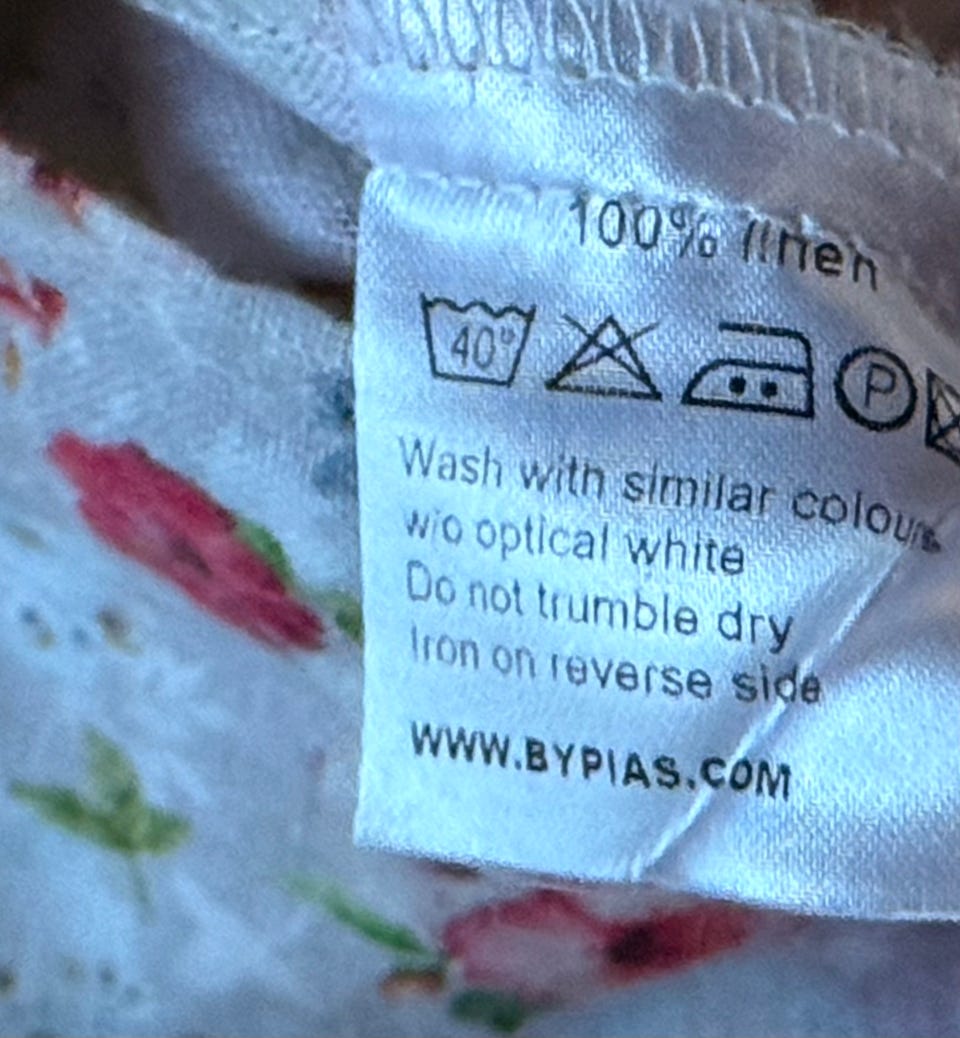 100% linen
40°
P
Wash with similar colours
w/o optical white
Do not trumble dry
Iron on reverse side
WWW.BYPIAS.COM